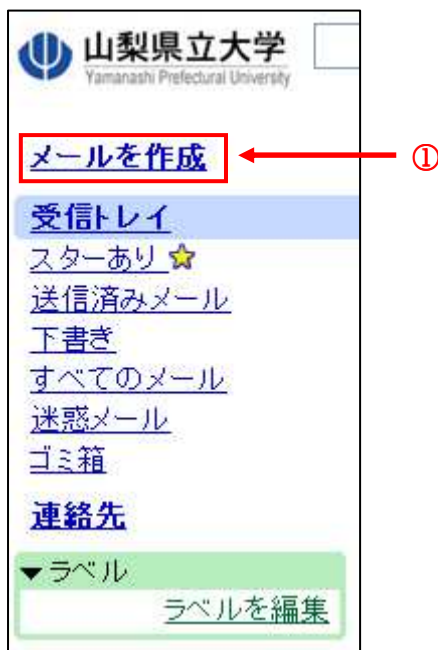 山梨県立大学
Yamanashi Prefectural University
メールを作成
①
受信トレイ
スターあり
送信済みメール
下書き
すべてのメール
迷惑メール
ゴミ箱
連絡先
▼ラベル
ラベルを編集